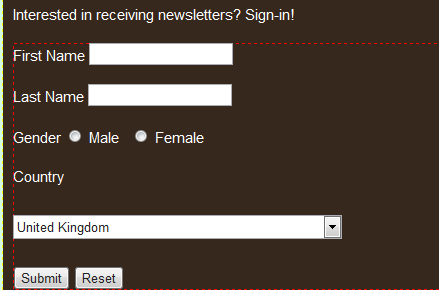 Interested in receiving newsletters? Sign-in!
First Name
Last Name
Gender Male Female
Country
United Kingdom
Submit Reset